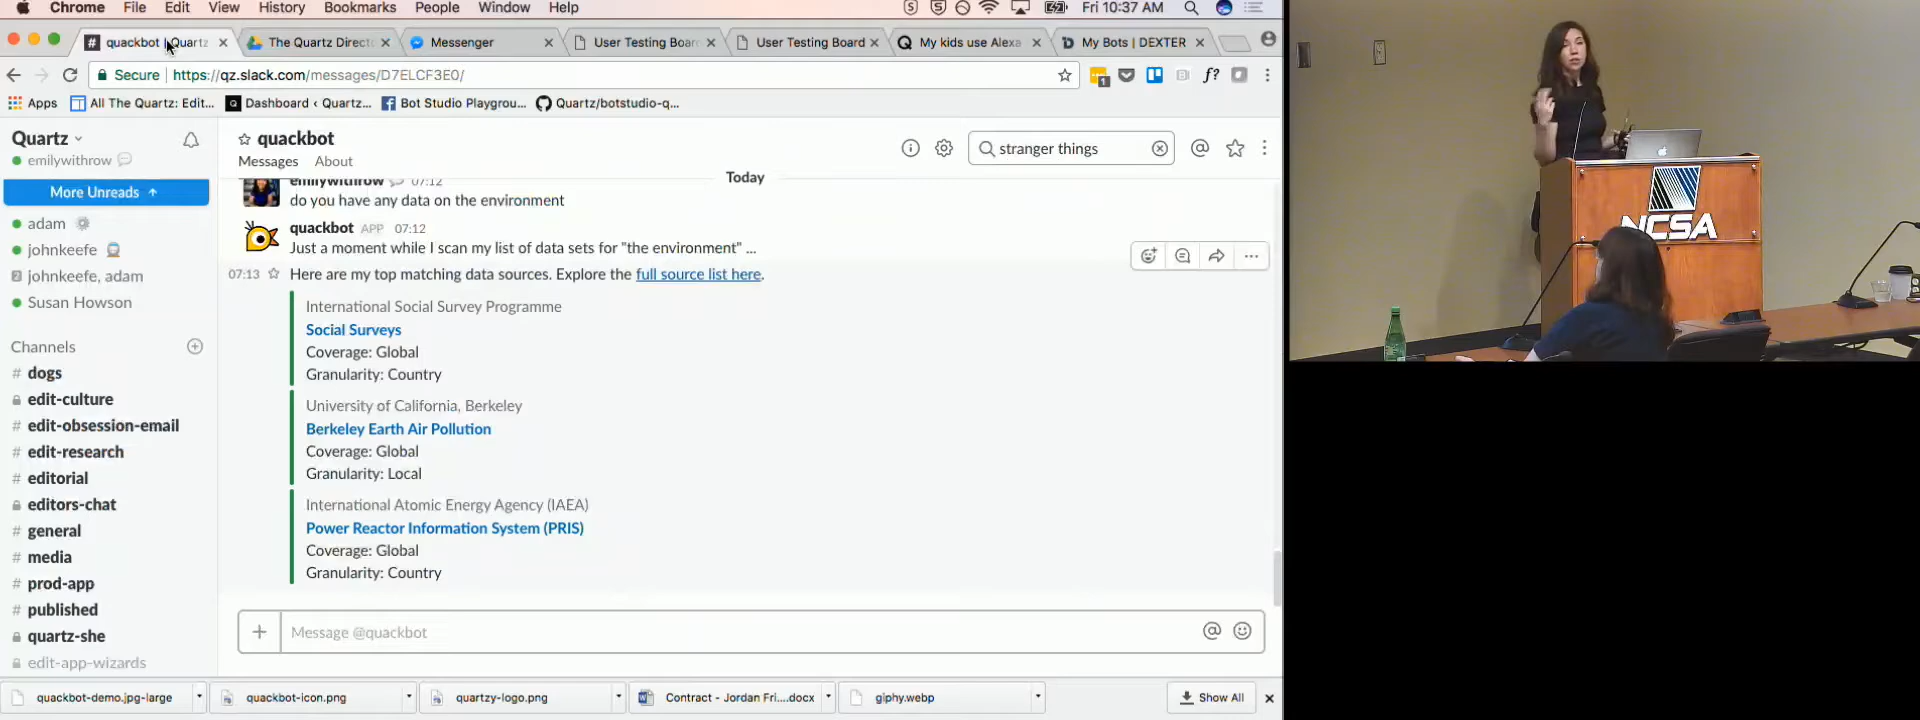 Chrome File Edit View History Bookmarks People Window Help Fri 10:37 AM
quackbot | Quartz The Quartz Direct Messenger User Testing Boar User Testing Board My kids use Alexa My Bots | DEXTER
Secure https://qz.slack.com/messages/D7ELCF3E0/ 1 f?
Apps All The Quartz: Edit... Dashboard ‹ Quartz... Bot Studio Playgrou... Quartz/botstudio-q...
Quartz
emilywithrow
More Unreads ↑
adam
johnkeefe
2 johnkeefe, adam
Susan Howson
Channels
# dogs
edit-culture
# edit-obsession-email
# edit-research
# editorial
editors-chat
# general
# media
# prod-app
# published
quartz-she
edit-app-wizards
quackbot
Messages About
stranger things
Today
emilywithrow 07:12
do you have any data on the environment
quackbot APP 07:12
Just a moment while I scan my list of data sets for "the environment" ...
07:13 Here are my top matching data sources. Explore the full source list here.
International Social Survey Programme
Social Surveys
Coverage: Global
Granularity: Country
University of California, Berkeley
Berkeley Earth Air Pollution
Coverage: Global
Granularity: Local
International Atomic Energy Agency (IAEA)
Power Reactor Information System (PRIS)
Coverage: Global
Granularity: Country
Message @quackbot
quackbot-demo.jpg-large quackbot-icon.png quartzy-logo.png Contract - Jordan Fri....docx giphy.webp Show All
NCSA